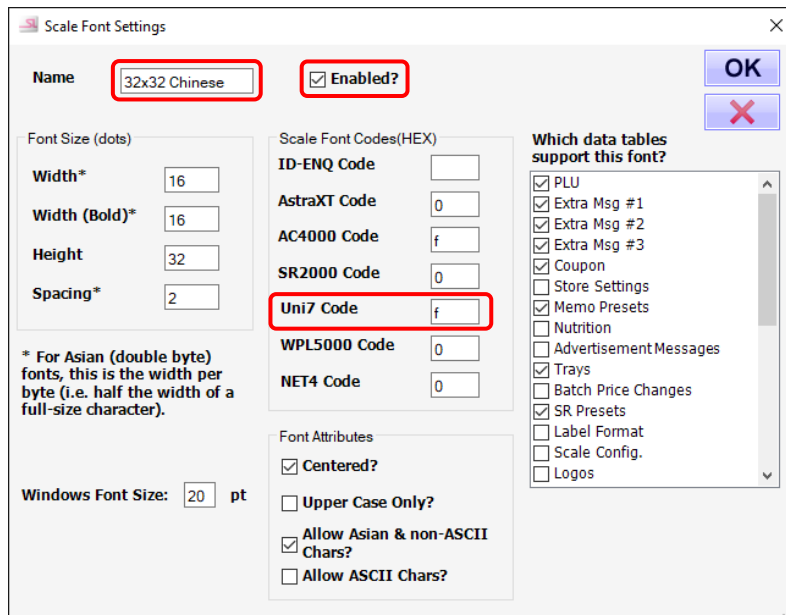 Scale Font Settings
Name
32x32 Chinese
Enabled?
OK
Font Size (dots)
Width*
16
Width (Bold)*
16
Height
32
Spacing*
2
* For Asian (double byte)
fonts, this is the width per
byte (i.e. half the width of a
full-size character).
Windows Font Size:
20
pt
Scale Font Codes(HEX)
ID-ENQ Code
AstraXT Code
0
AC4000 Code
f
SR2000 Code
0
Uni7 Code
f
WPL5000 Code
0
NET4 Code
0
Font Attributes
Centered?
Upper Case Only?
Allow Asian & non-ASCII
Chars?
Allow ASCII Chars?
Which data tables
support this font?
PLU
Extra Msg #1
Extra Msg #2
Extra Msg #3
Coupon
Store Settings
Memo Presets
Nutrition
Advertisement Messages
Trays
Batch Price Changes
SR Presets
Label Format
Scale Config.
Logos